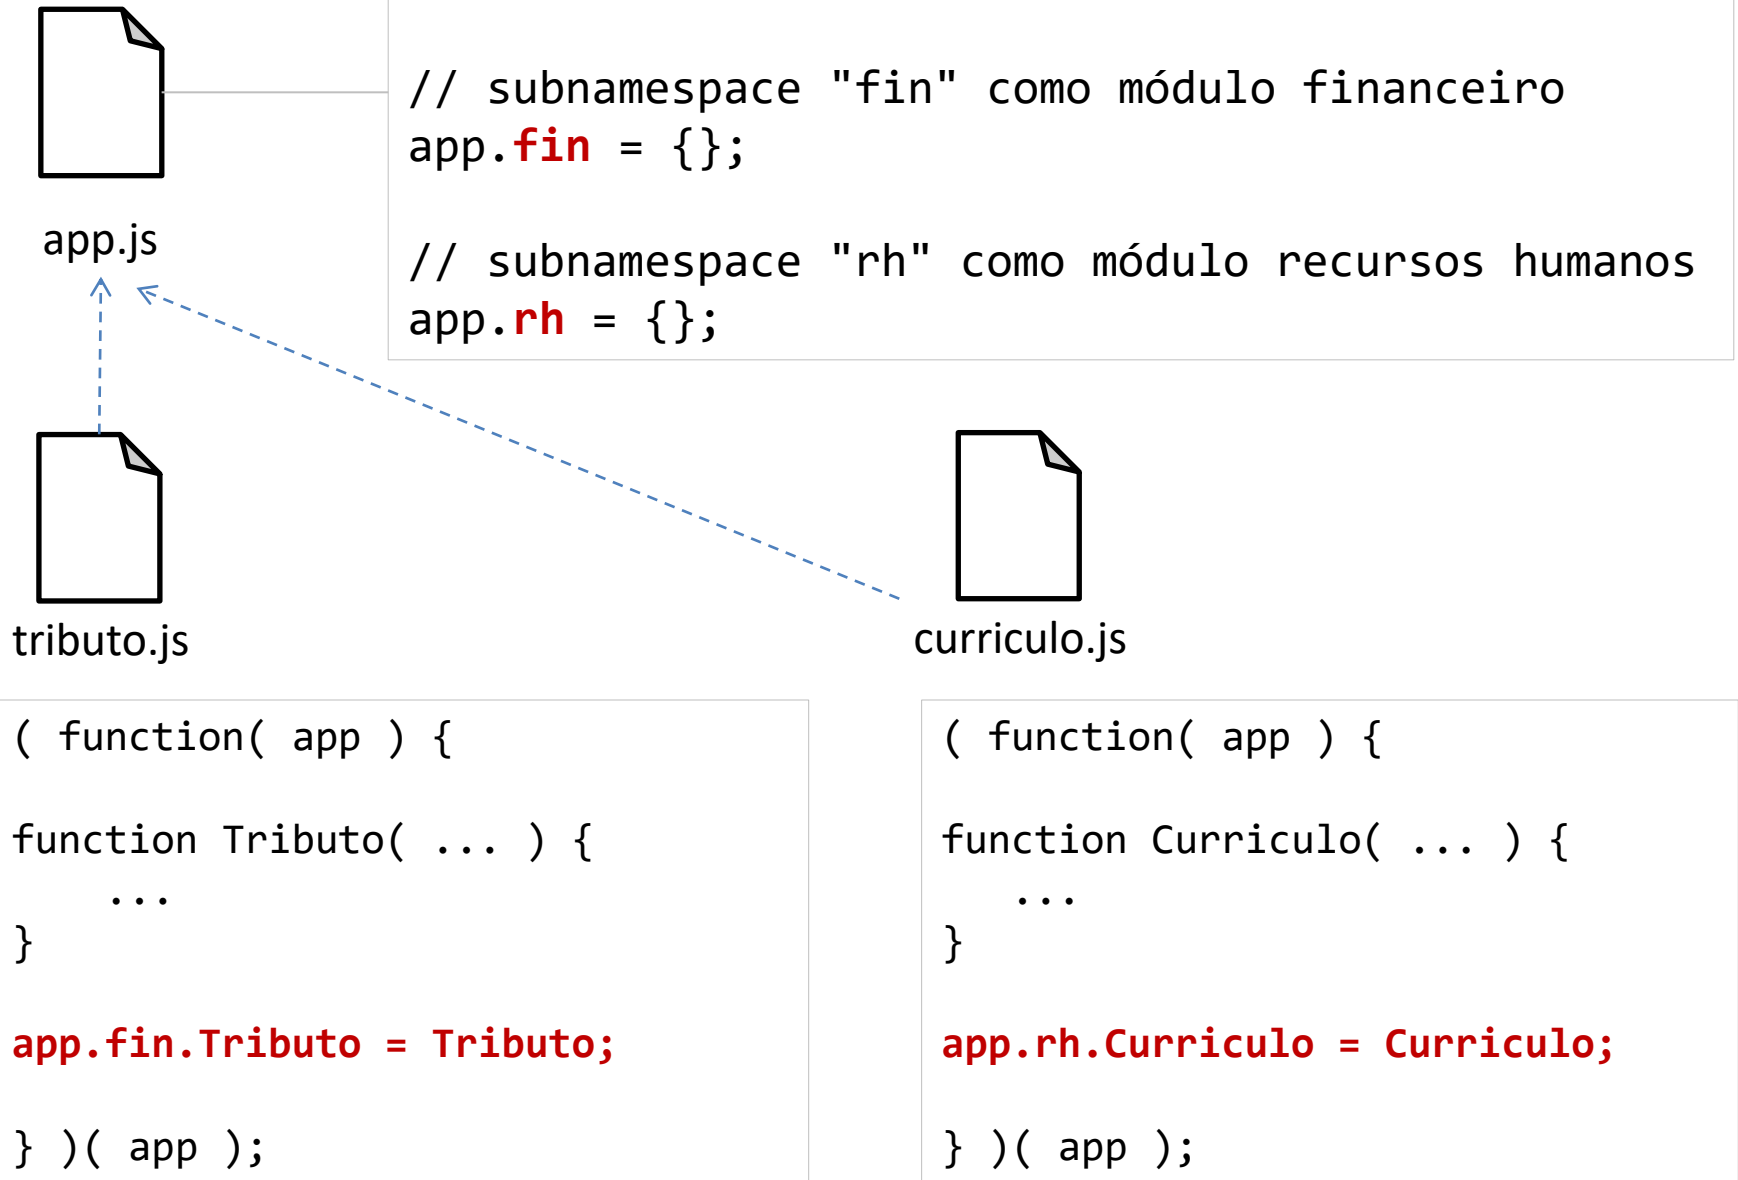 // subnamespace "fin" como módulo financeiro
app.fin = {};
// subnamespace "rh" como módulo recursos humanos
app.rh = {};
app.js
tributo.js
curriculo.js
( function( app ) {
function Tributo( ... ) {
...
}
app.fin.Tributo = Tributo;
} )( app );
( function( app ) {
function Curriculo( ... ) {
...
}
app.rh.Curriculo = Curriculo;
} )( app );